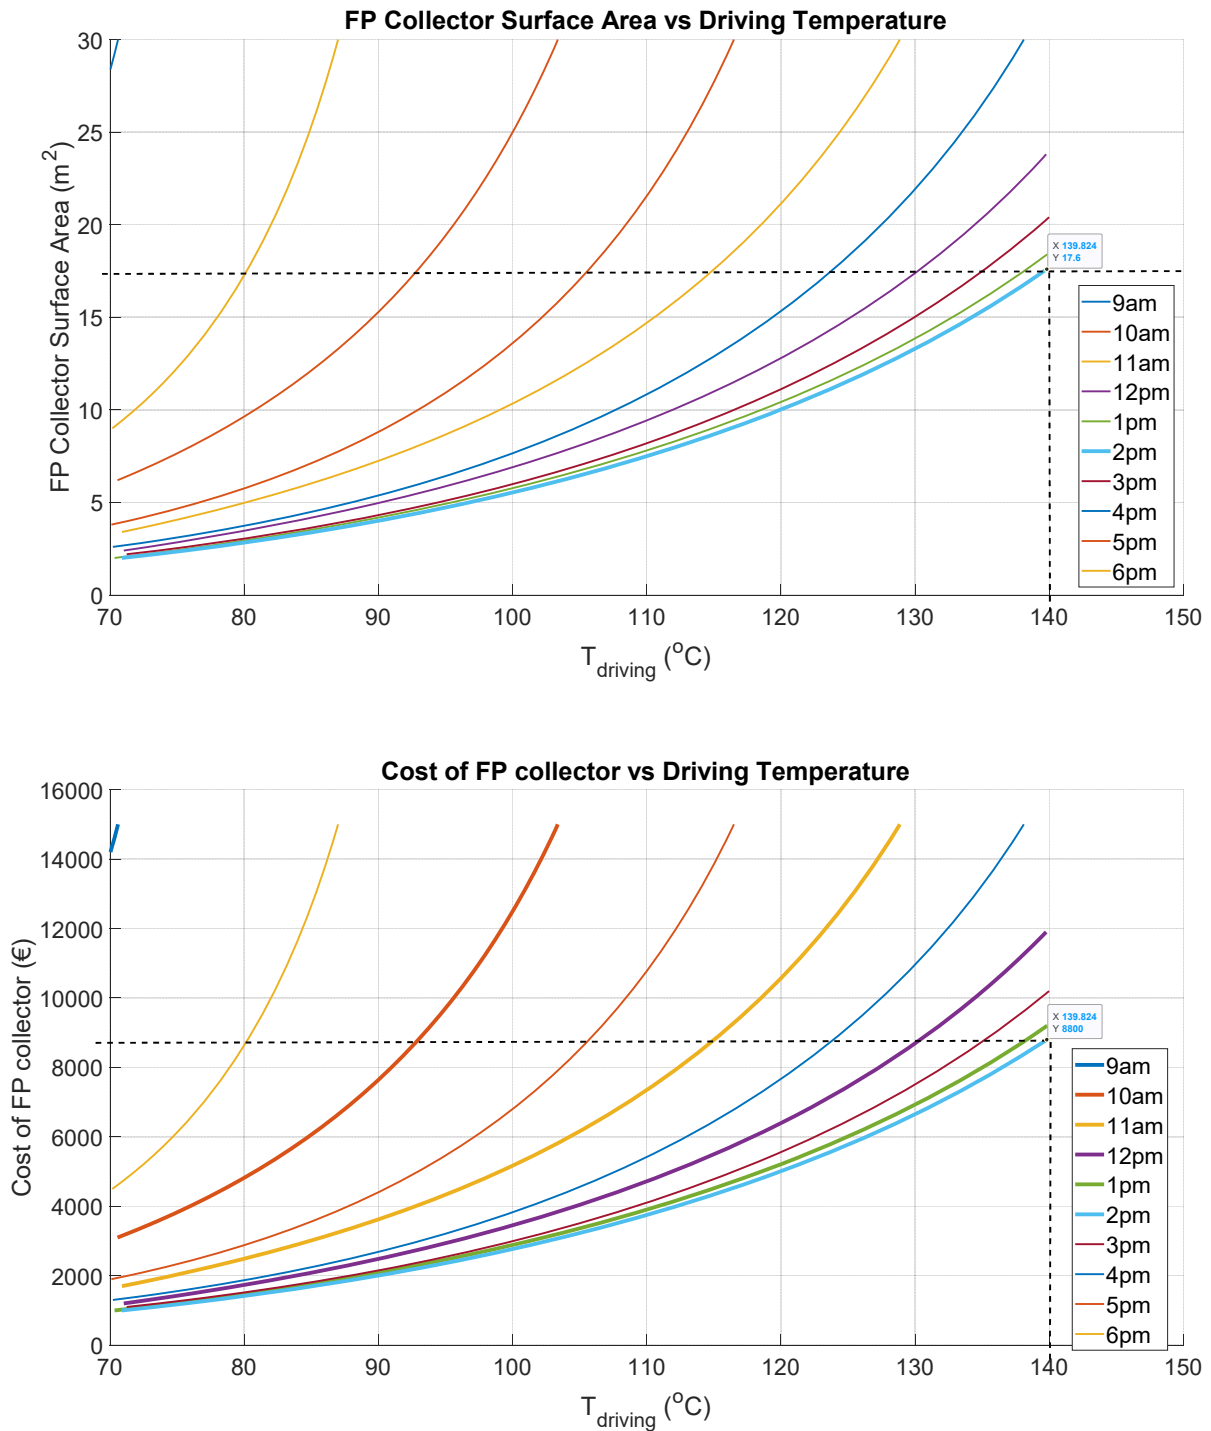 FP Collector Surface Area vs Driving Temperature
FP Collector Surface Area (m²)
30
25
20
15
10
5
0
70 80 90 100 110 120 130 140 150
T_driving (°C)
X 139.824
Y 17.6
9am
10am
11am
12pm
1pm
2pm
3pm
4pm
5pm
6pm
Cost of FP collector vs Driving Temperature
Cost of FP collector (€)
16000
14000
12000
10000
8000
6000
4000
2000
0
70 80 90 100 110 120 130 140 150
T_driving (°C)
X 139.824
Y 8800
9am
10am
11am
12pm
1pm
2pm
3pm
4pm
5pm
6pm